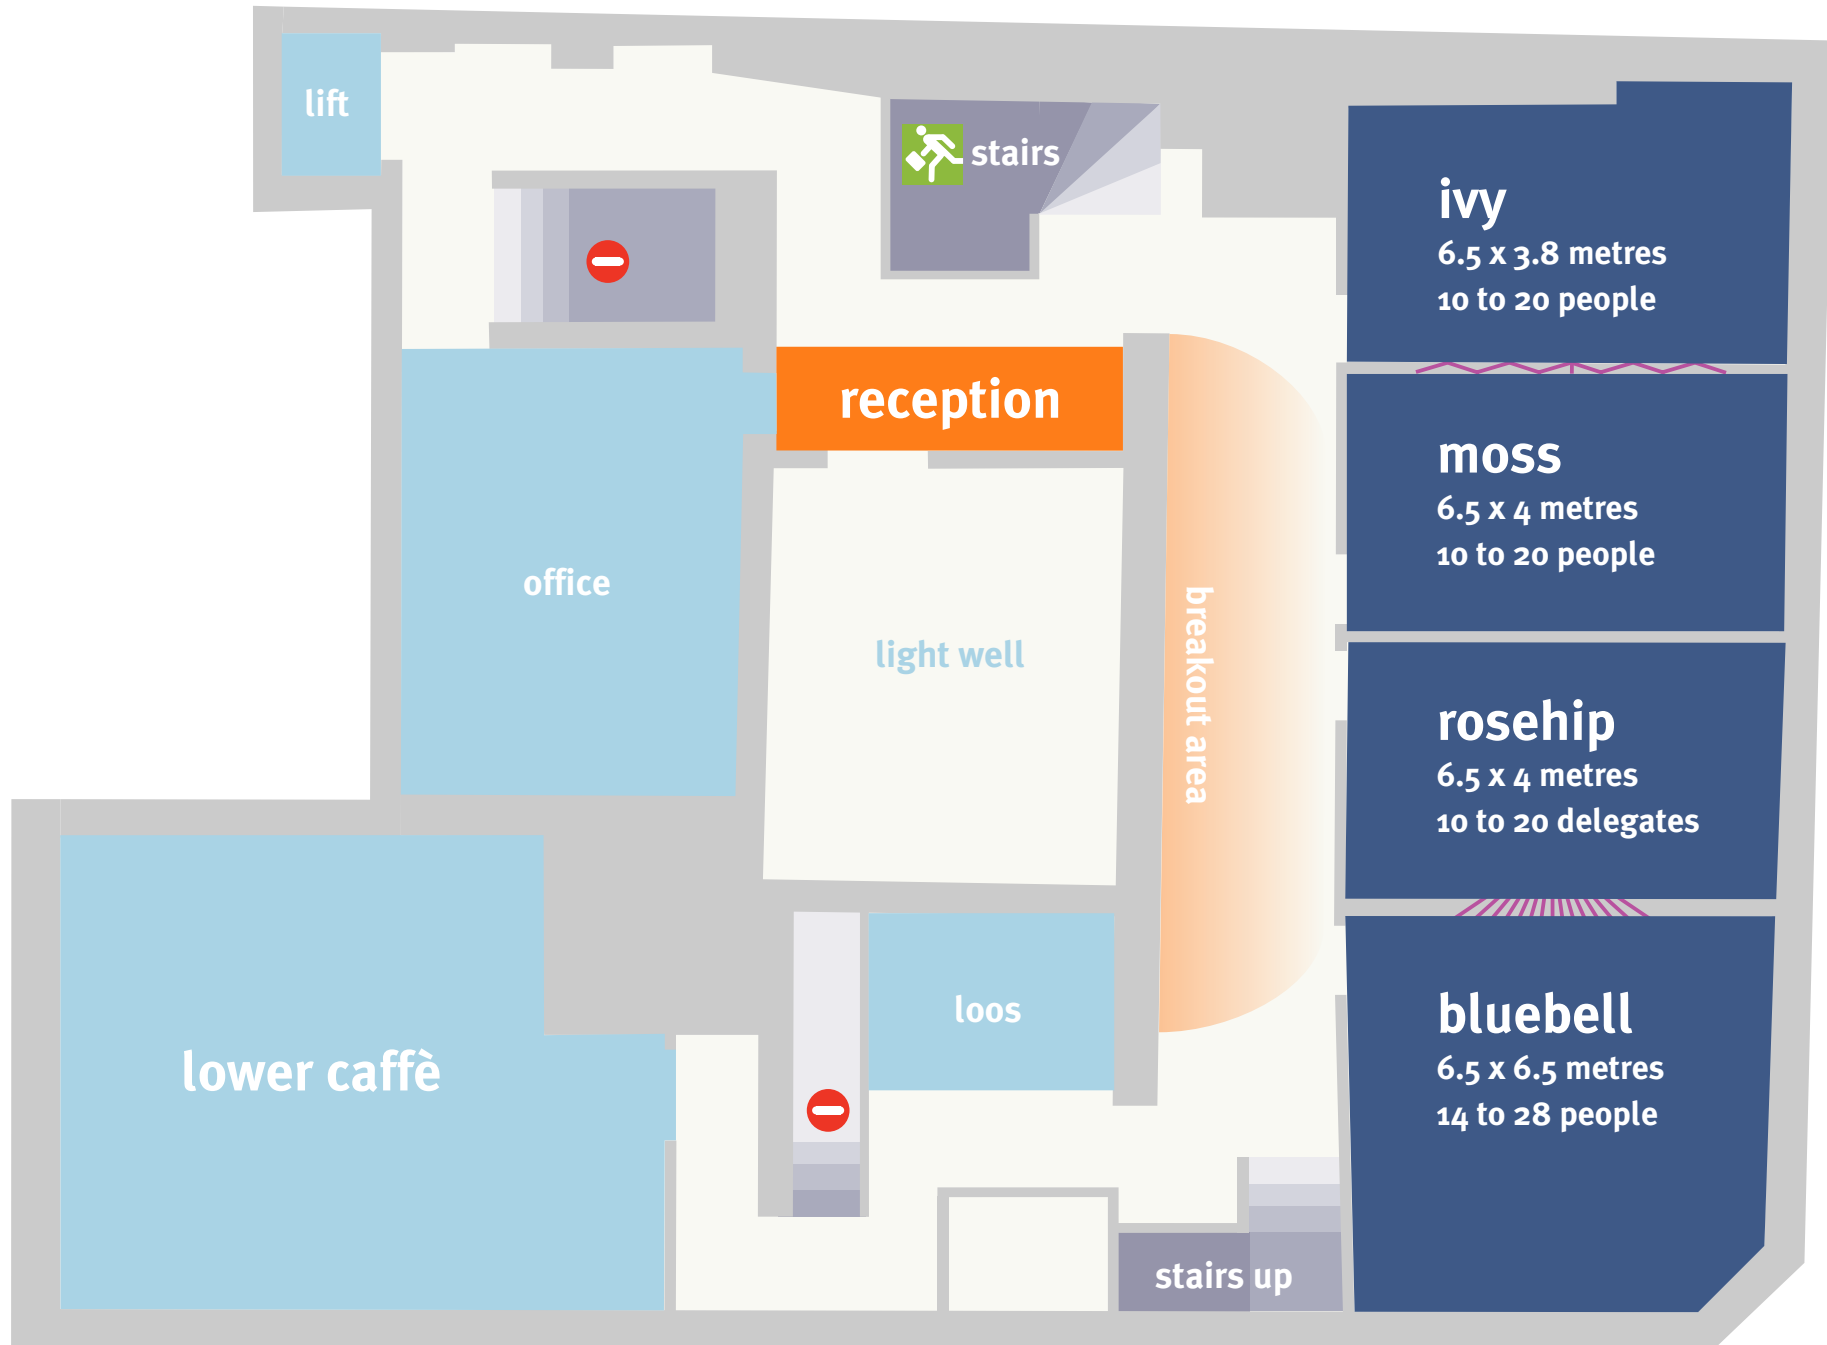 lift
stairs
ivy
6.5 x 3.8 metres
10 to 20 people
reception
moss
6.5 x 4 metres
10 to 20 people
office
light well
breakout area
rosehip
6.5 x 4 metres
10 to 20 delegates
loos
bluebell
6.5 x 6.5 metres
14 to 28 people
lower caffè
stairs up